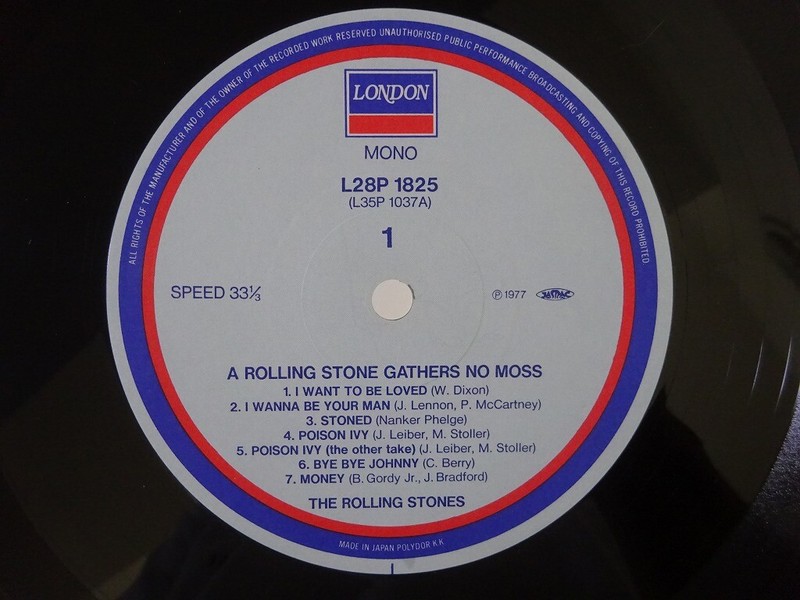 ALL RIGHTS OF THE MANUFACTURER AND OF THE OWNER OF THE RECORDED WORK RESERVED UNAUTHORISED PUBLIC PERFORMANCE BROADCASTING AND COPYING OF THIS RECORD PROHIBITED
LONDON
MONO
L28P 1825
(L35P 1037A)
1
SPEED 33⅓
℗ 1977 JASRAC
A ROLLING STONE GATHERS NO MOSS
1. I WANT TO BE LOVED (W. Dixon)
2. I WANNA BE YOUR MAN (J. Lennon, P. McCartney)
3. STONED (Nanker Phelge)
4. POISON IVY (J. Leiber, M. Stoller)
5. POISON IVY (the other take) (J. Leiber, M. Stoller)
6. BYE BYE JOHNNY (C. Berry)
7. MONEY (B. Gordy Jr., J. Bradford)
THE ROLLING STONES
MADE IN JAPAN POLYDOR K.K.